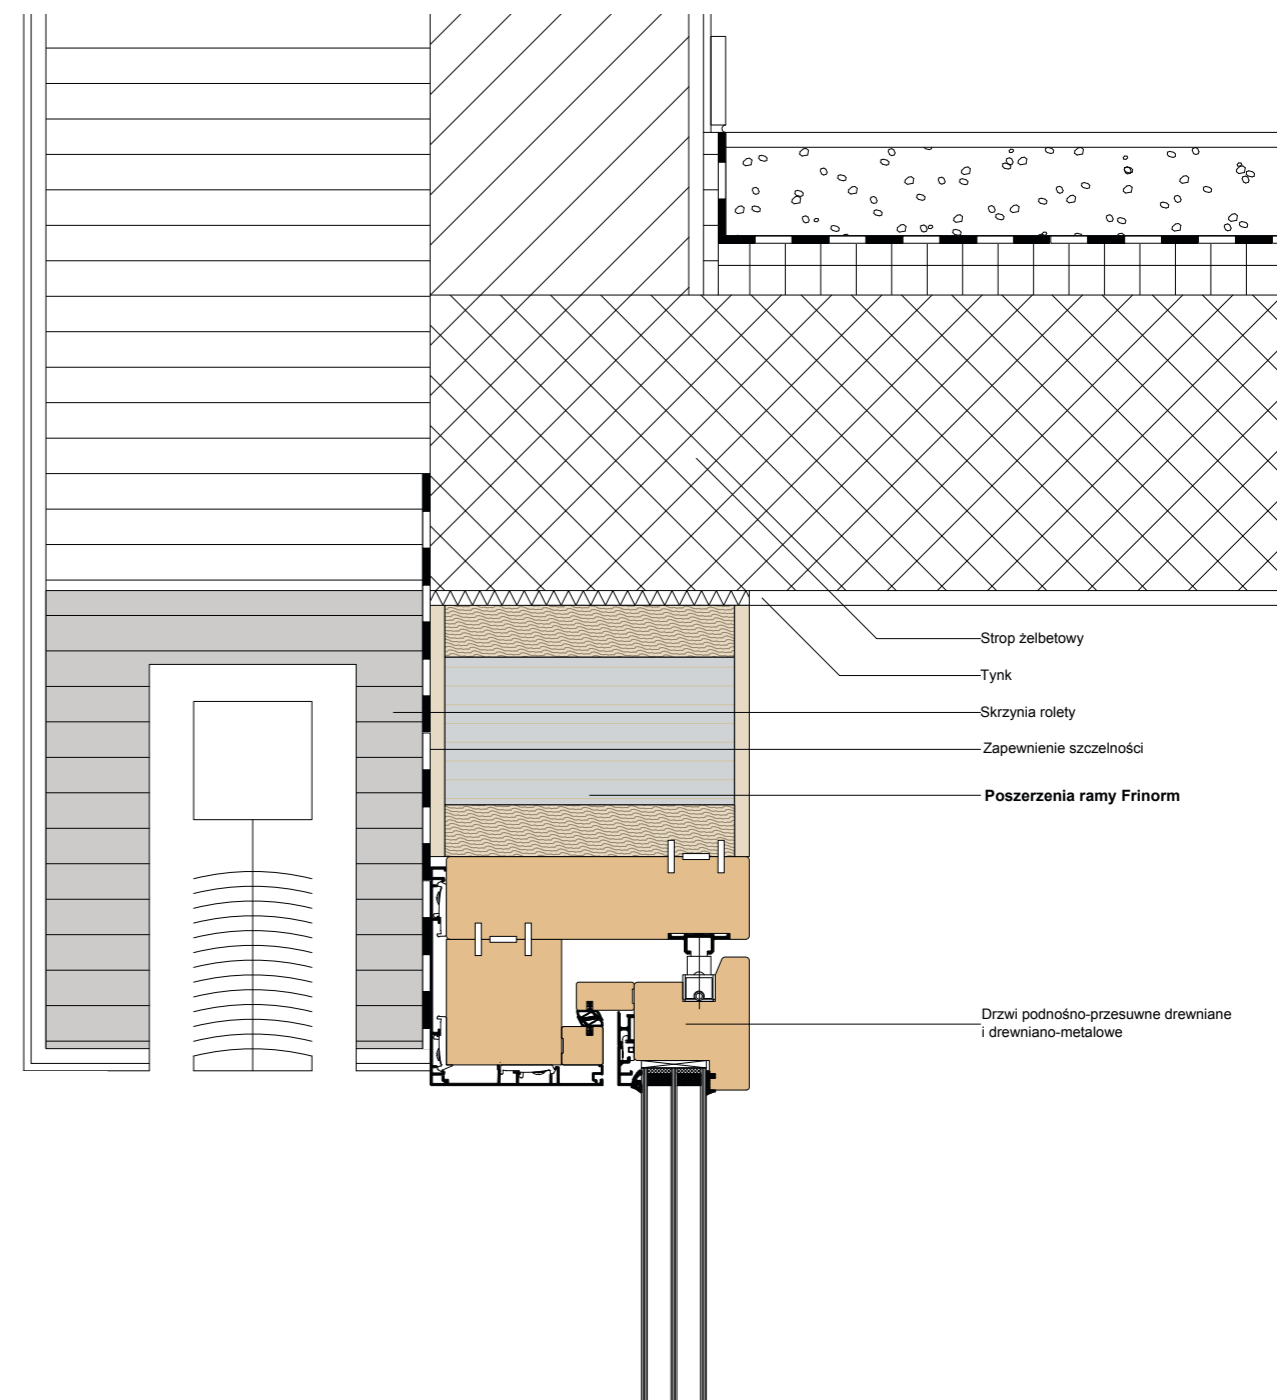 Strop żelbetowy
Tynk
Skrzynia rolety
Zapewnienie szczelności
Poszerzenia ramy Frinorm
Drzwi podnośno-przesuwne drewniane
i drewniano-metalowe